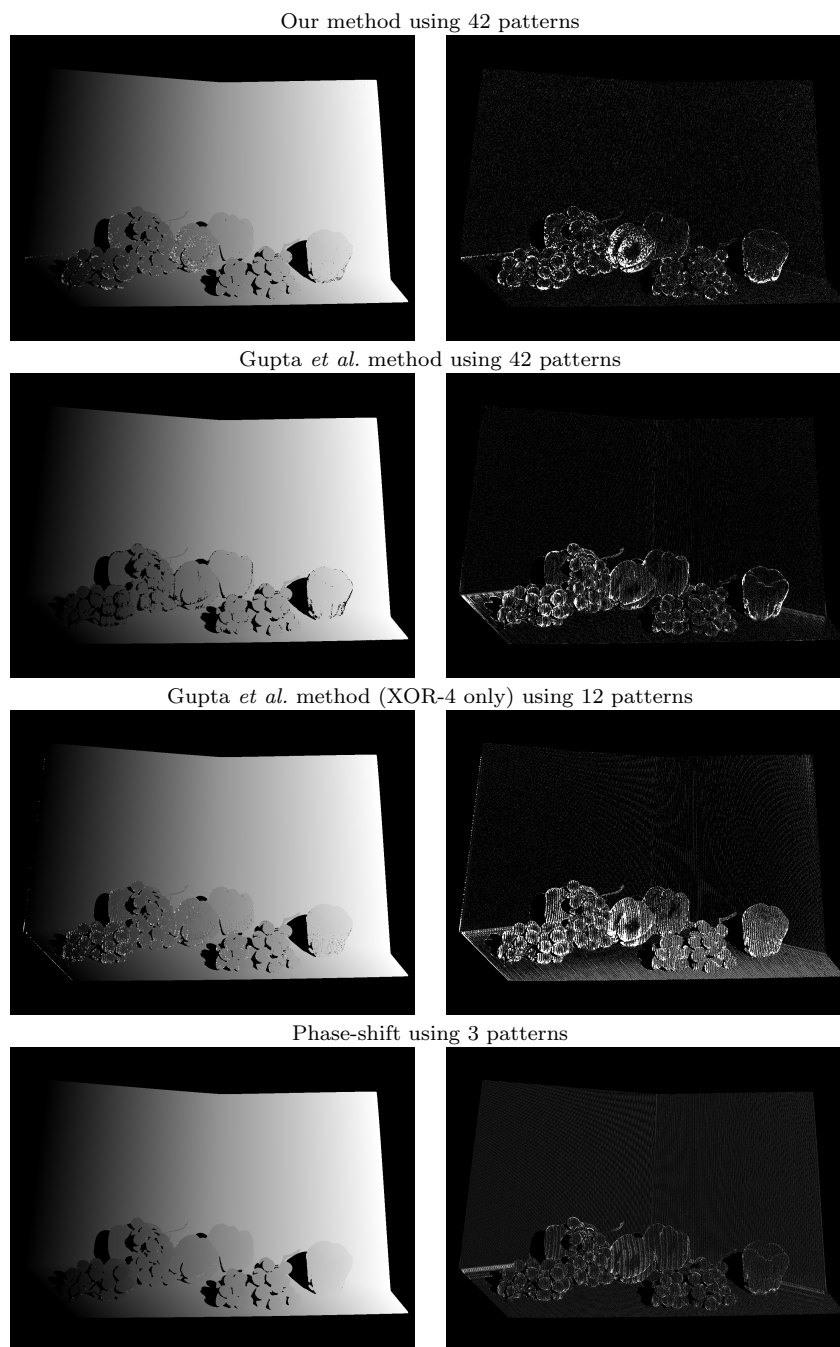 Our method using 42 patterns
Gupta et al. method using 42 patterns
Gupta et al. method (XOR-4 only) using 12 patterns
Phase-shift using 3 patterns